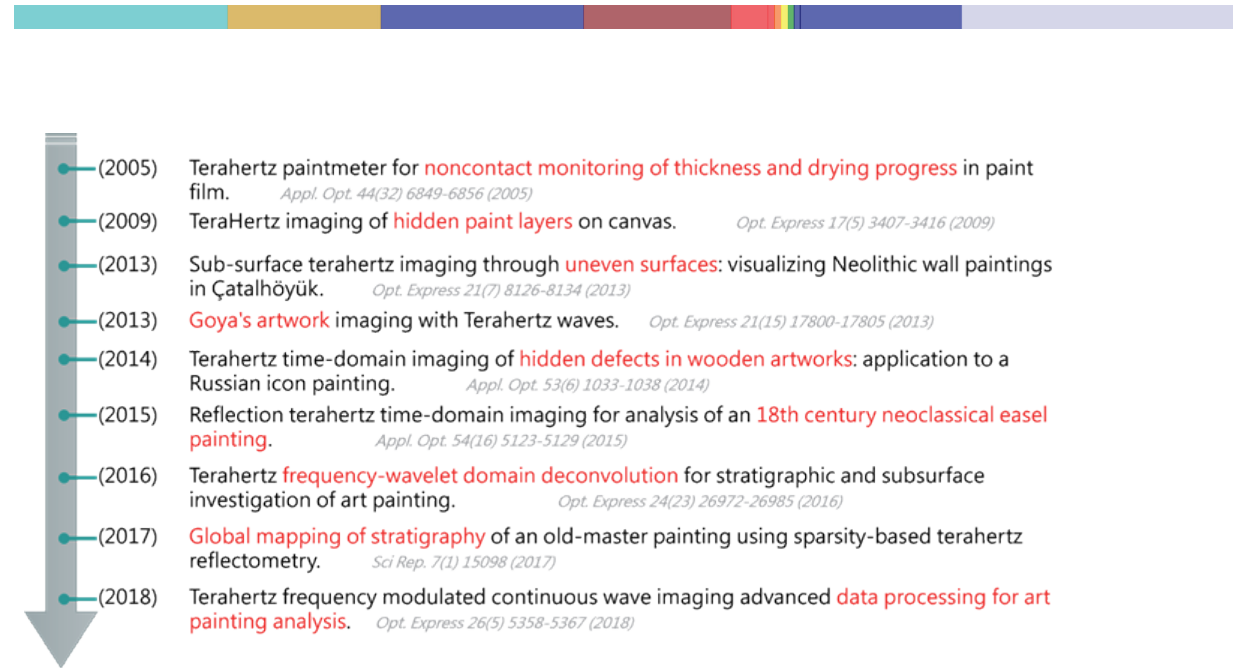 (2005) Terahertz paintmeter for noncontact monitoring of thickness and drying progress in paint
film. Appl. Opt. 44(32) 6849-6856 (2005)
(2009) TeraHertz imaging of hidden paint layers on canvas. Opt. Express 17(5) 3407-3416 (2009)
(2013) Sub-surface terahertz imaging through uneven surfaces: visualizing Neolithic wall paintings
in Çatalhöyük. Opt. Express 21(7) 8126-8134 (2013)
(2013) Goya's artwork imaging with Terahertz waves. Opt. Express 21(15) 17800-17805 (2013)
(2014) Terahertz time-domain imaging of hidden defects in wooden artworks: application to a
Russian icon painting. Appl. Opt. 53(6) 1033-1038 (2014)
(2015) Reflection terahertz time-domain imaging for analysis of an 18th century neoclassical easel
painting. Appl. Opt. 54(16) 5123-5129 (2015)
(2016) Terahertz frequency-wavelet domain deconvolution for stratigraphic and subsurface
investigation of art painting. Opt. Express 24(23) 26972-26985 (2016)
(2017) Global mapping of stratigraphy of an old-master painting using sparsity-based terahertz
reflectometry. Sci Rep. 7(1) 15098 (2017)
(2018) Terahertz frequency modulated continuous wave imaging advanced data processing for art
painting analysis. Opt. Express 26(5) 5358-5367 (2018)